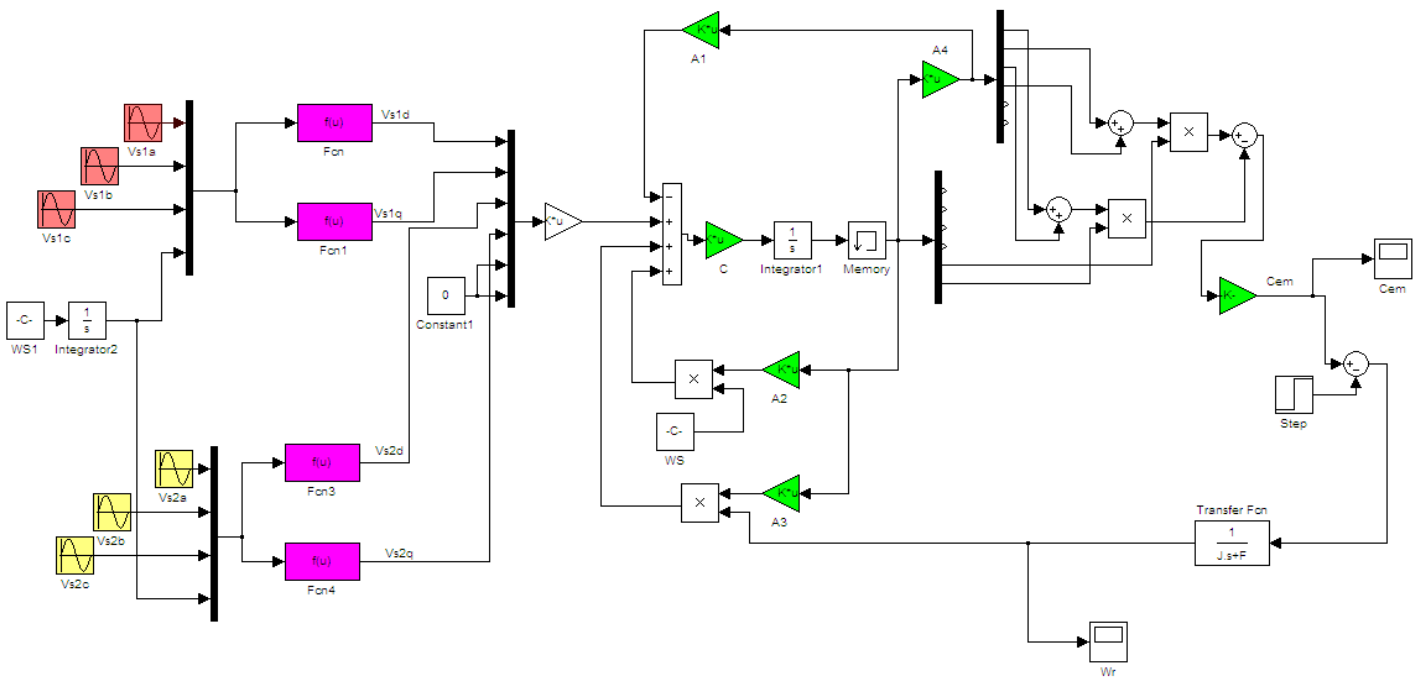 K*u
A1
A4
K*u
Vs1a
f(u)
Vs1d
Fcn
+
+
×
+
−
Vs1b
Vs1c
f(u)
Vs1q
Fcn1
K*u
−
+
+
+
K*u
C
1
s
Integrator1
Memory
+
+
×
-C-
WS1
1
s
Integrator2
0
Constant1
-K-
Cem
Cem
×
K*u
A2
+
−
-C-
WS
Step
Vs2a
f(u)
Vs2d
Fcn3
Vs2b
×
K*u
A3
Vs2c
f(u)
Vs2q
Fcn4
Transfer Fcn
1
J.s+F
Wr